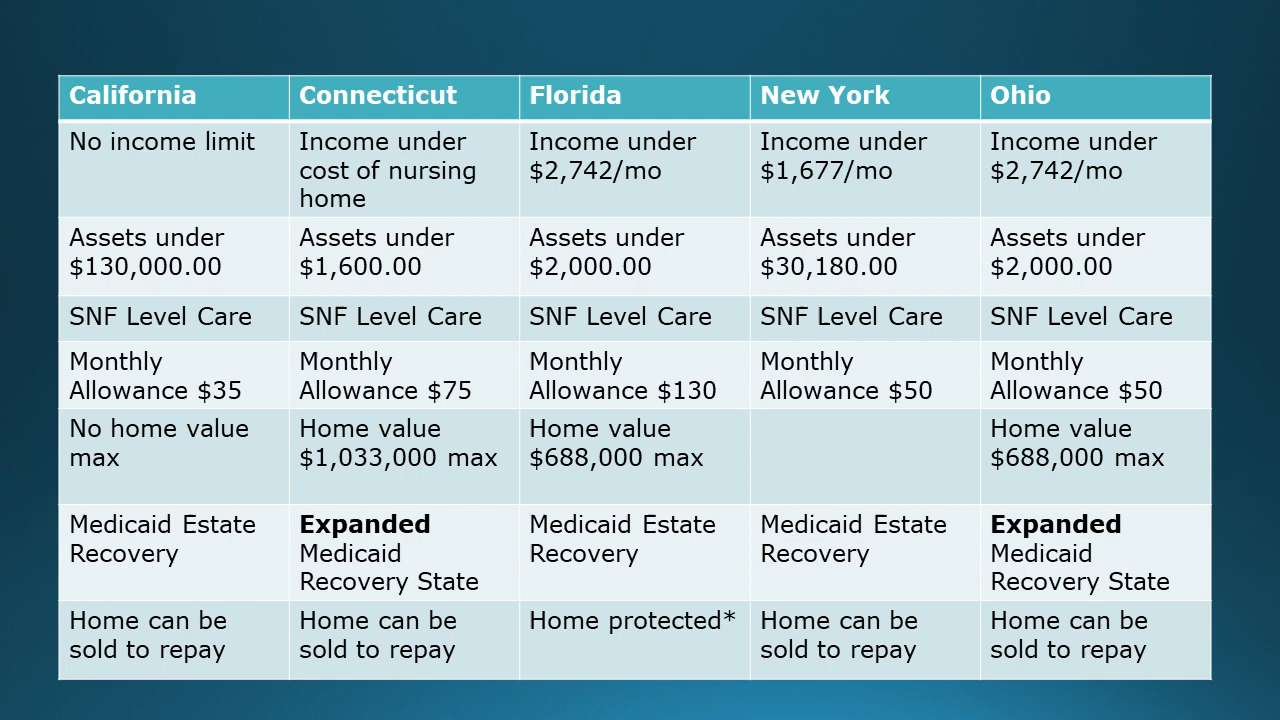 California
Connecticut
Florida
New York
Ohio
No income limit
Income under
cost of nursing
home
Income under
$2,742/mo
Income under
$1,677/mo
Income under
$2,742/mo
Assets under
$130,000.00
Assets under
$1,600.00
Assets under
$2,000.00
Assets under
$30,180.00
Assets under
$2,000.00
SNF Level Care
SNF Level Care
SNF Level Care
SNF Level Care
SNF Level Care
Monthly
Allowance $35
Monthly
Allowance $75
Monthly
Allowance $130
Monthly
Allowance $50
Monthly
Allowance $50
No home value
max
Home value
$1,033,000 max
Home value
$688,000 max
Home value
$688,000 max
Medicaid Estate
Recovery
Expanded
Medicaid
Recovery State
Medicaid Estate
Recovery
Medicaid Estate
Recovery
Expanded
Medicaid
Recovery State
Home can be
sold to repay
Home can be
sold to repay
Home protected*
Home can be
sold to repay
Home can be
sold to repay